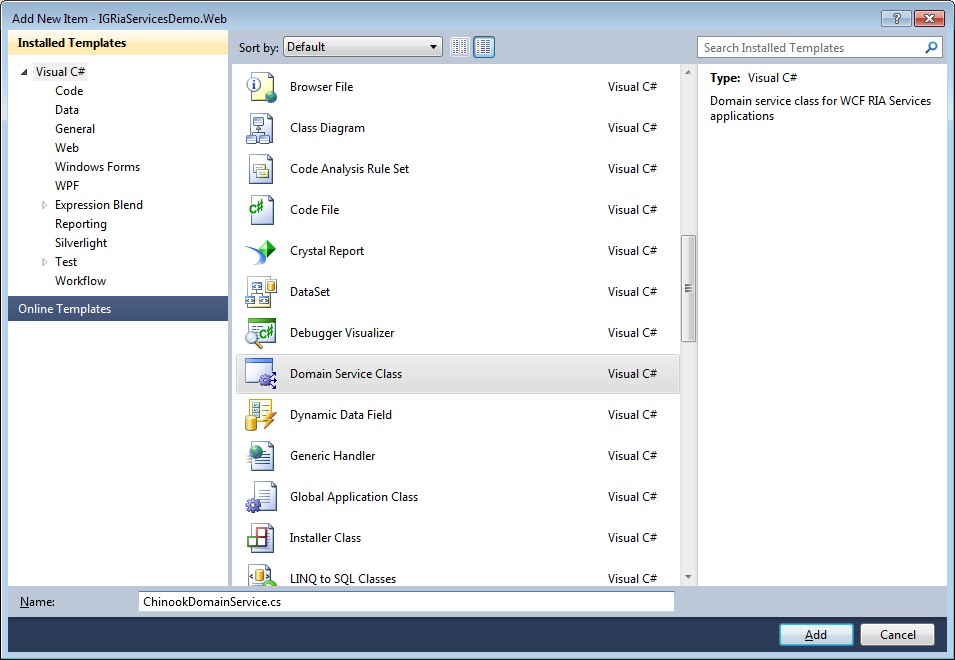 Add New Item - IGRiaServicesDemo.Web
Installed Templates
Visual C#
Code
Data
General
Web
Windows Forms
WPF
Expression Blend
Reporting
Silverlight
Test
Workflow
Online Templates
Sort by: Default
Search Installed Templates
Browser File Visual C#
Class Diagram Visual C#
Code Analysis Rule Set Visual C#
Code File Visual C#
Crystal Report Visual C#
DataSet Visual C#
Debugger Visualizer Visual C#
Domain Service Class Visual C#
Dynamic Data Field Visual C#
Generic Handler Visual C#
Global Application Class Visual C#
Installer Class Visual C#
LINQ to SQL Classes Visual C#
Type: Visual C#
Domain service class for WCF RIA Services
applications
Name: ChinookDomainService.cs
Add Cancel